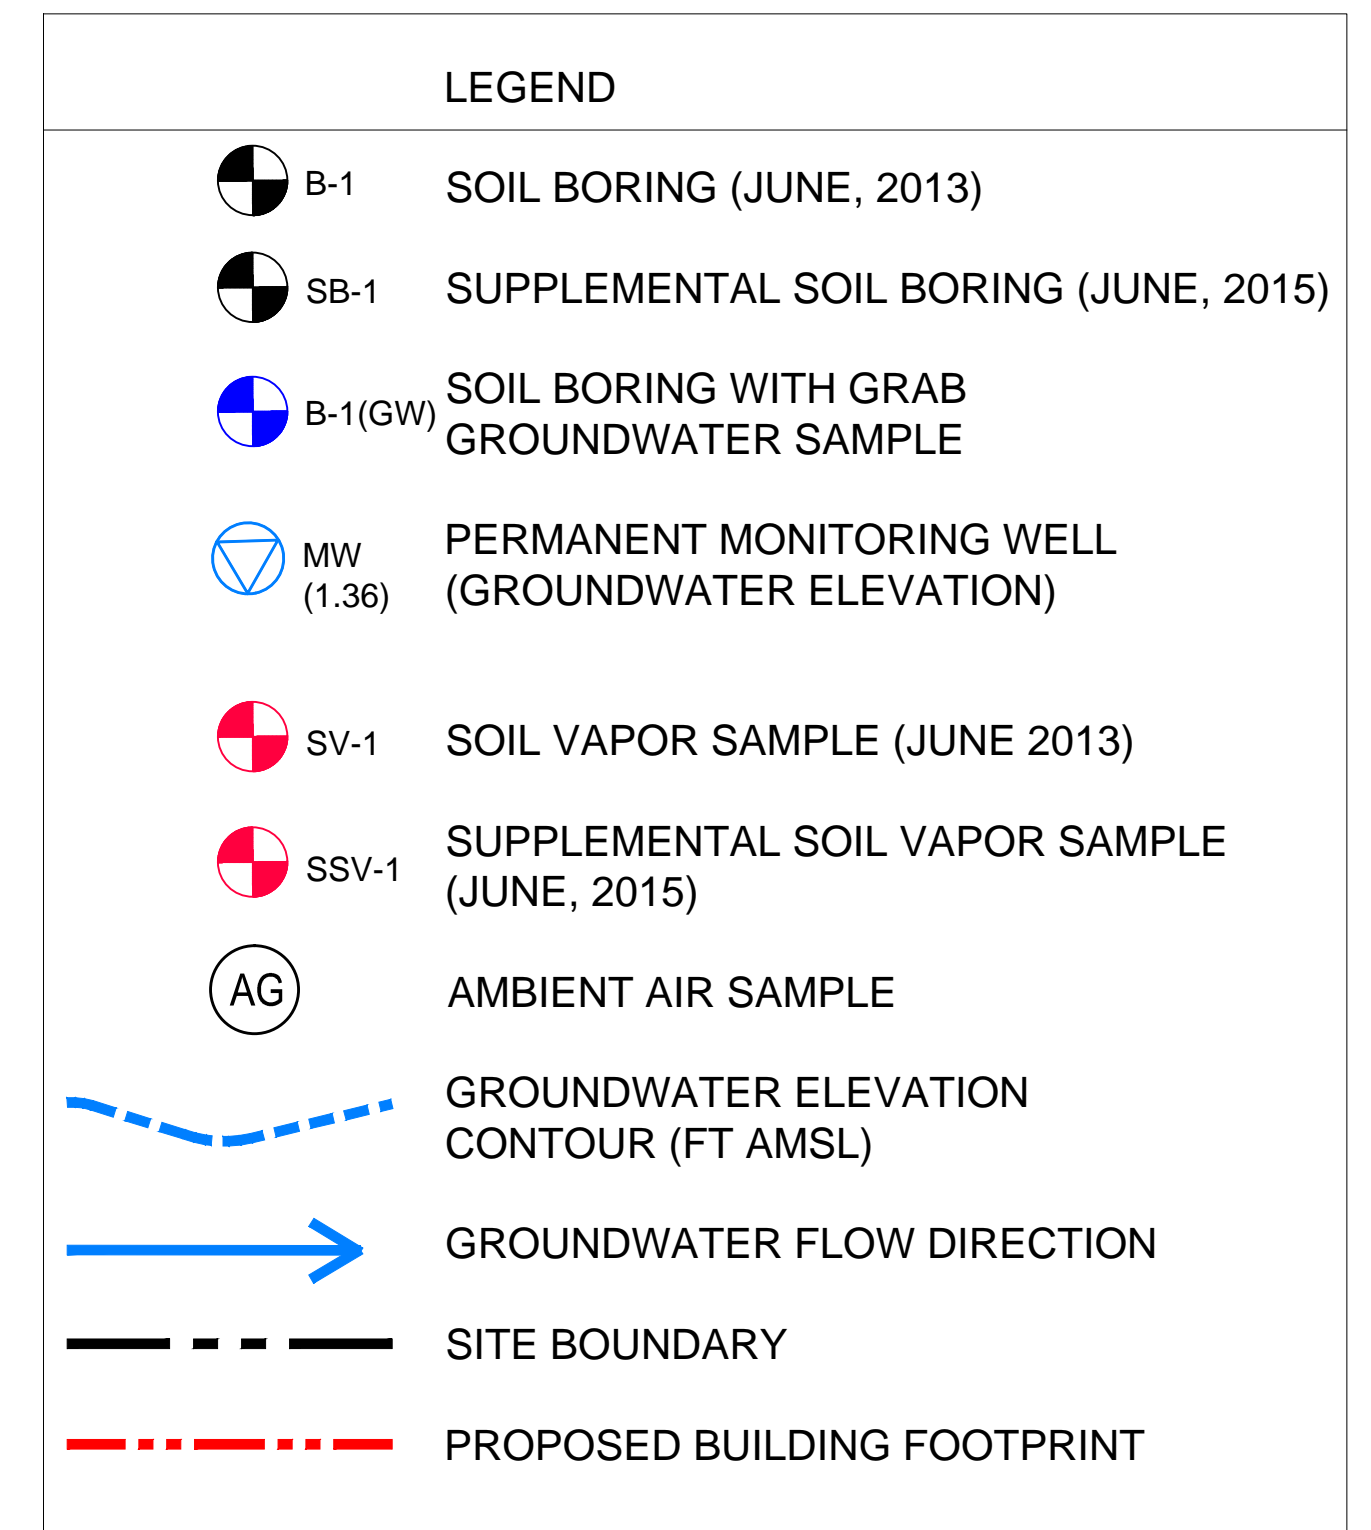 LEGEND
B-1 SOIL BORING (JUNE, 2013)
SB-1 SUPPLEMENTAL SOIL BORING (JUNE, 2015)
B-1(GW) SOIL BORING WITH GRAB
GROUNDWATER SAMPLE
MW PERMANENT MONITORING WELL
(1.36) (GROUNDWATER ELEVATION)
SV-1 SOIL VAPOR SAMPLE (JUNE 2013)
SSV-1 SUPPLEMENTAL SOIL VAPOR SAMPLE
(JUNE, 2015)
AG AMBIENT AIR SAMPLE
GROUNDWATER ELEVATION
CONTOUR (FT AMSL)
GROUNDWATER FLOW DIRECTION
SITE BOUNDARY
PROPOSED BUILDING FOOTPRINT